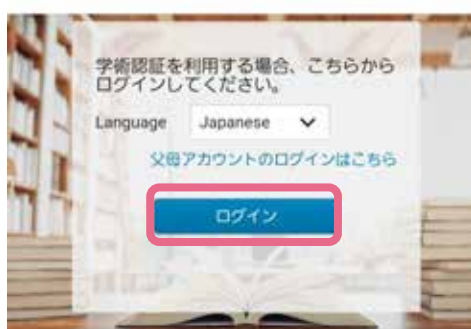 学術認証を利用する場合、こちらから
ログインしてください。
Language Japanese
父母アカウントのログインはこちら
ログイン